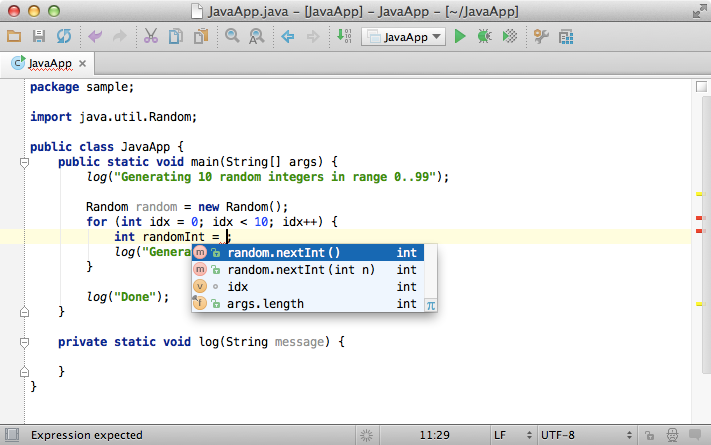 JavaApp.java – [JavaApp] – JavaApp – [~/JavaApp]
JavaApp
JavaApp
package sample;
import java.util.Random;
public class JavaApp {
public static void main(String[] args) {
log("Generating 10 random integers in range 0..99");
Random random = new Random();
for (int idx = 0; idx < 10; idx++) {
int randomInt = ;
log("Genera
m random.nextInt() int
m random.nextInt(int n) int
v idx int
f args.length int
π
}
log("Done");
}
private static void log(String message) {
}
}
Expression expected 11:29 LF UTF-8